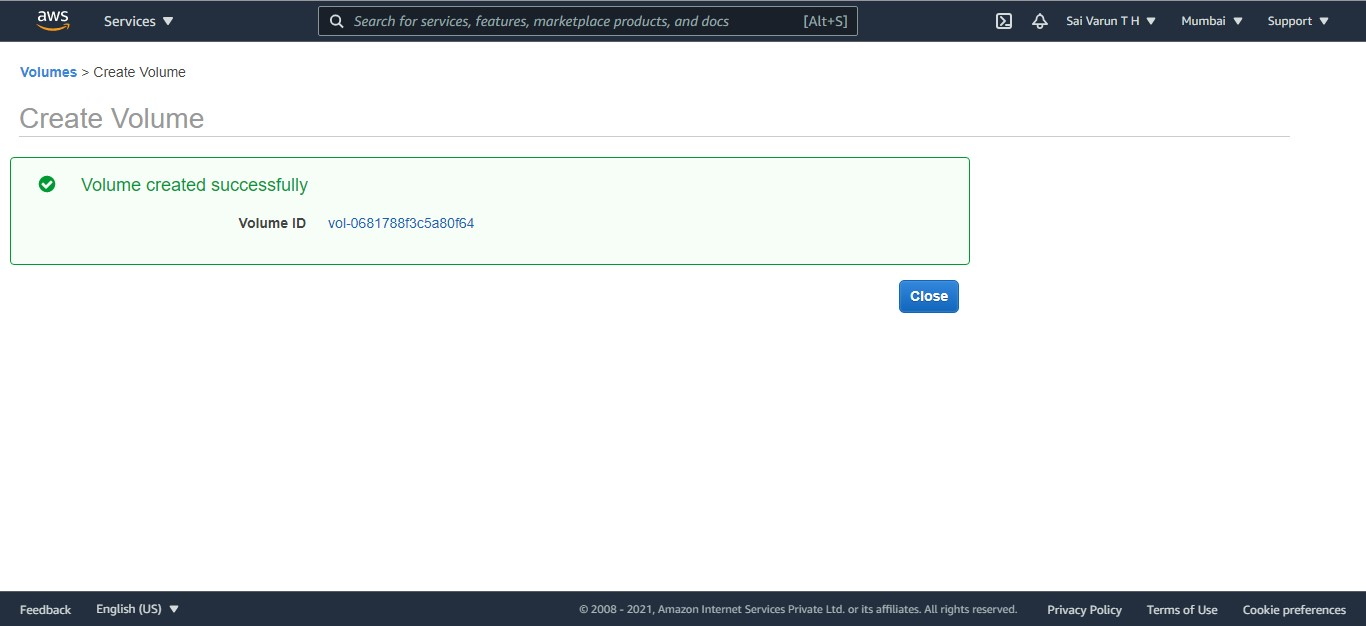 aws Services Search for services, features, marketplace products, and docs [Alt+S] Sai Varun T H Mumbai Support
Volumes > Create Volume
Create Volume
Volume created successfully
Volume ID vol-0681788f3c5a80f64
Close
Feedback English (US) © 2008 - 2021, Amazon Internet Services Private Ltd. or its affiliates. All rights reserved. Privacy Policy Terms of Use Cookie preferences